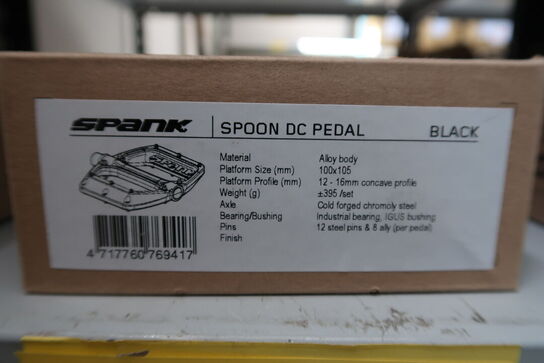 SPANK SPOON DC PEDAL BLACK
Material Alloy body
Platform Size (mm) 100x105
Platform Profile (mm) 12 - 16mm concave profile
Weight (g) ±395 /set
Axle Cold forged chromoly steel
Bearing/Bushing Industrial bearing, IGUS bushing
Pins 12 steel pins & 8 ally (per pedal)
Finish
SPANK
4 717760 769417